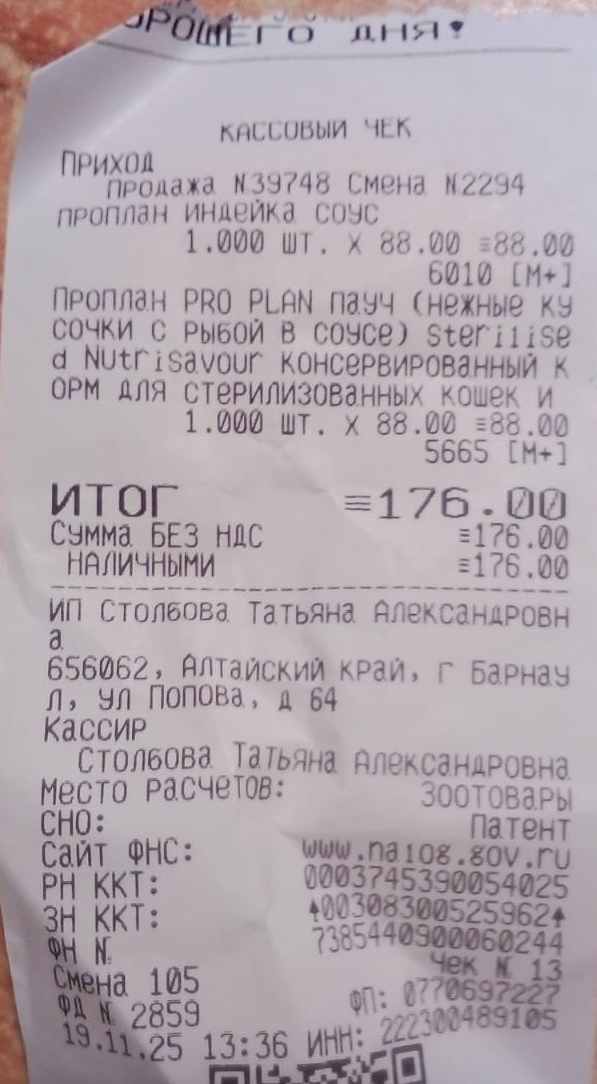 ХОРОШЕГО ДНЯ!
КАССОВЫЙ ЧЕК
ПРИХОД
ПРОДАЖА N39748 Смена N2294
ПРОПЛАН ИНДЕЙКА СОУС
1.000 ШТ. X 88.00 ≡88.00
6010 [M+]
Проплан PRO PLAN пауч (нежные ку
сочки с рыбой в соусе) Sterilise
d Nutrisavour консервированный к
орм для стерилизованных кошек и
1.000 ШТ. X 88.00 ≡88.00
5665 [M+]
ИТОГ ≡176.00
Сумма БЕЗ НДС ≡176.00
НАЛИЧНЫМИ ≡176.00
ИП Столбова Татьяна Александровн
а
656062, Алтайский край, г Барнау
л, ул Попова, д 64
Кассир
Столбова Татьяна Александровна
Место расчетов: ЗООТОВАРЫ
СНО: Патент
Сайт ФНС: www.nalog.gov.ru
РН ККТ: 0003745390054025
ЗН ККТ: ↑00308300525962↑
ФН N 7385440900060244
Смена 105 Чек N 13
ФД N 2859 ФП: 0770697227
19.11.25 13:36 ИНН: 222300489105